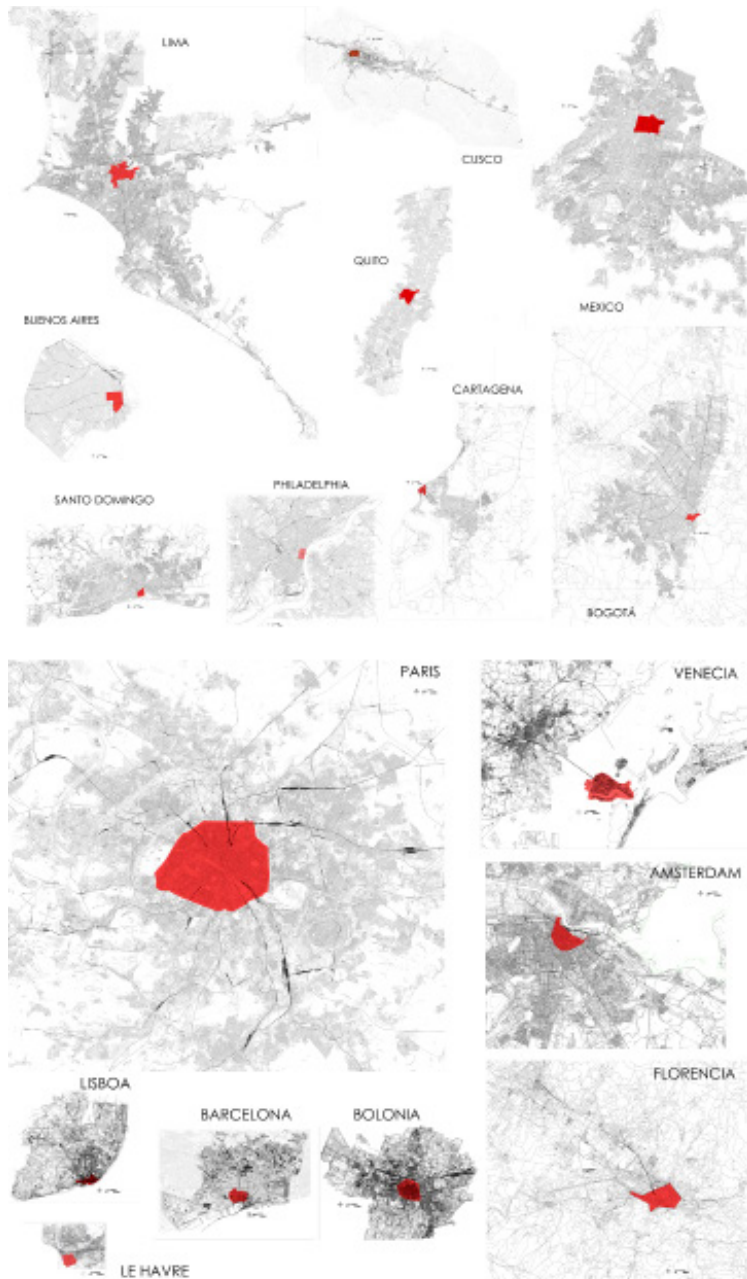 LIMA
CUSCO
QUITO
MEXICO
BUENOS AIRES
CARTAGENA
PHILADELPHIA
SANTO DOMINGO
BOGOTÁ
PARIS
VENECIA
AMSTERDAM
FLORENCIA
LISBOA
BARCELONA
BOLONIA
LE HAVRE